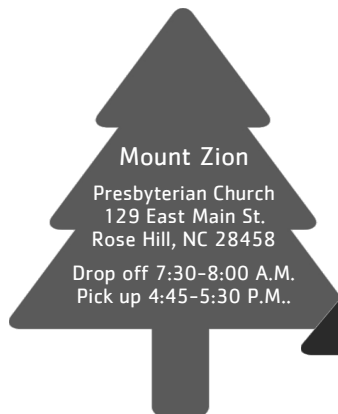 Mount Zion
Presbyterian Church
129 East Main St.
Rose Hill, NC 28458
Drop off 7:30-8:00 A.M.
Pick up 4:45-5:30 P.M..